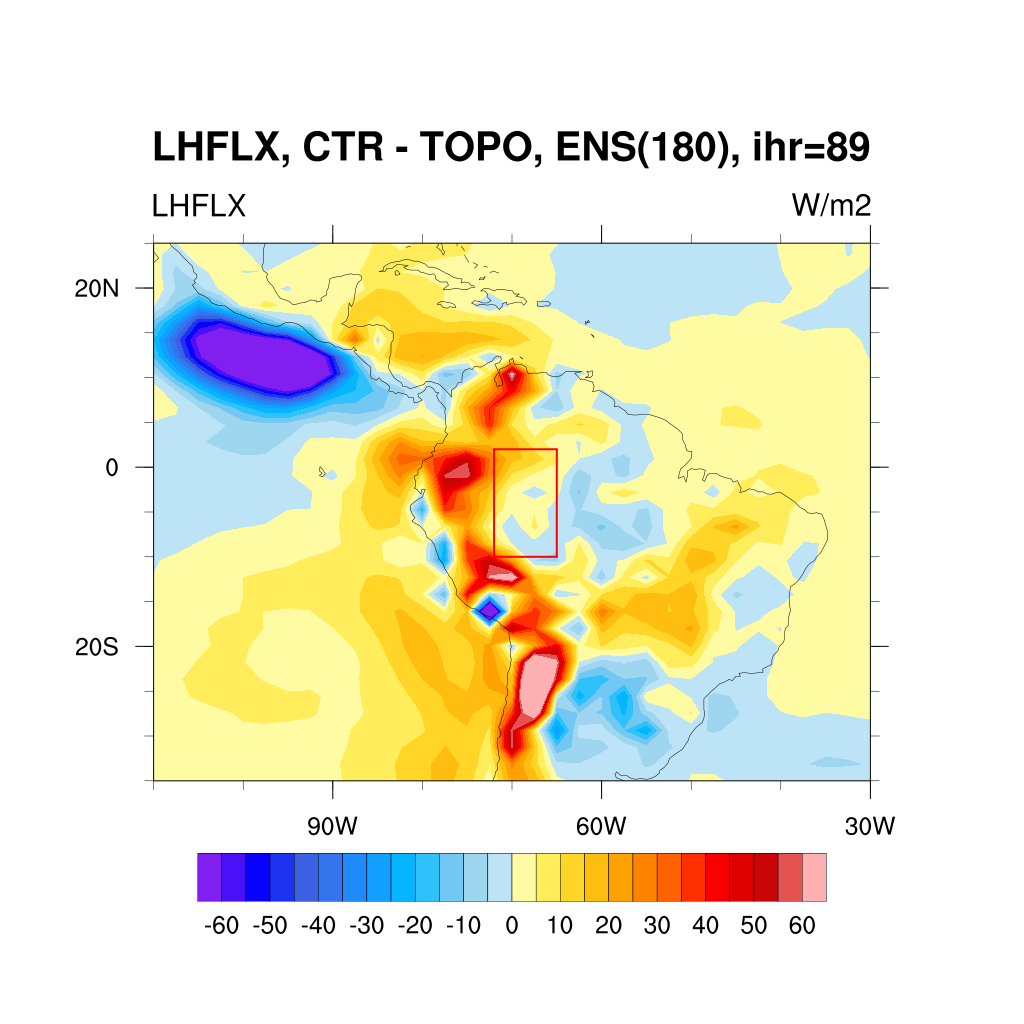 LHFLX, CTR - TOPO, ENS(180), ihr=89
LHFLX W/m2
20N
0
20S
90W 60W 30W
-60 -50 -40 -30 -20 -10 0 10 20 30 40 50 60